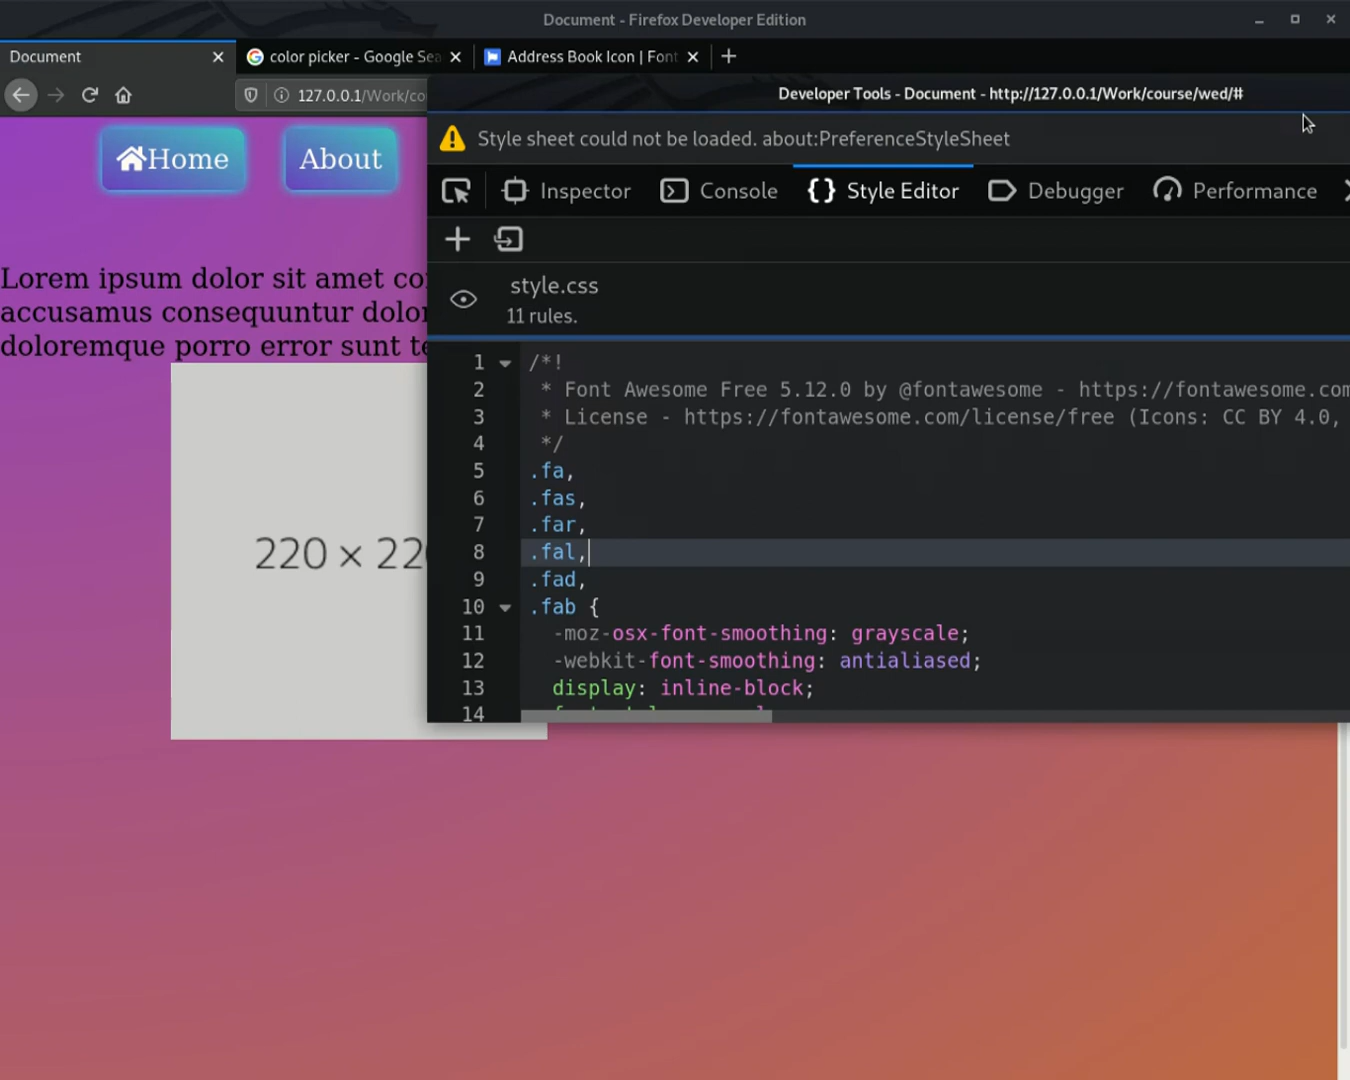 Document - Firefox Developer Edition
Document
color picker - Google Sea
Address Book Icon | Font
127.0.0.1/Work/co
Developer Tools - Document - http://127.0.0.1/Work/course/wed/#
Style sheet could not be loaded. about:PreferenceStyleSheet
Home
About
Inspector
Console
{} Style Editor
Debugger
Performance
style.css
11 rules.
Lorem ipsum dolor sit amet co
accusamus consequuntur dolor
doloremque porro error sunt te
220 × 22
1 /*!
2 * Font Awesome Free 5.12.0 by @fontawesome - https://fontawesome.com
3 * License - https://fontawesome.com/license/free (Icons: CC BY 4.0,
4 */
5 .fa,
6 .fas,
7 .far,
8 .fal,
9 .fad,
10 .fab {
11 -moz-osx-font-smoothing: grayscale;
12 -webkit-font-smoothing: antialiased;
13 display: inline-block;
14